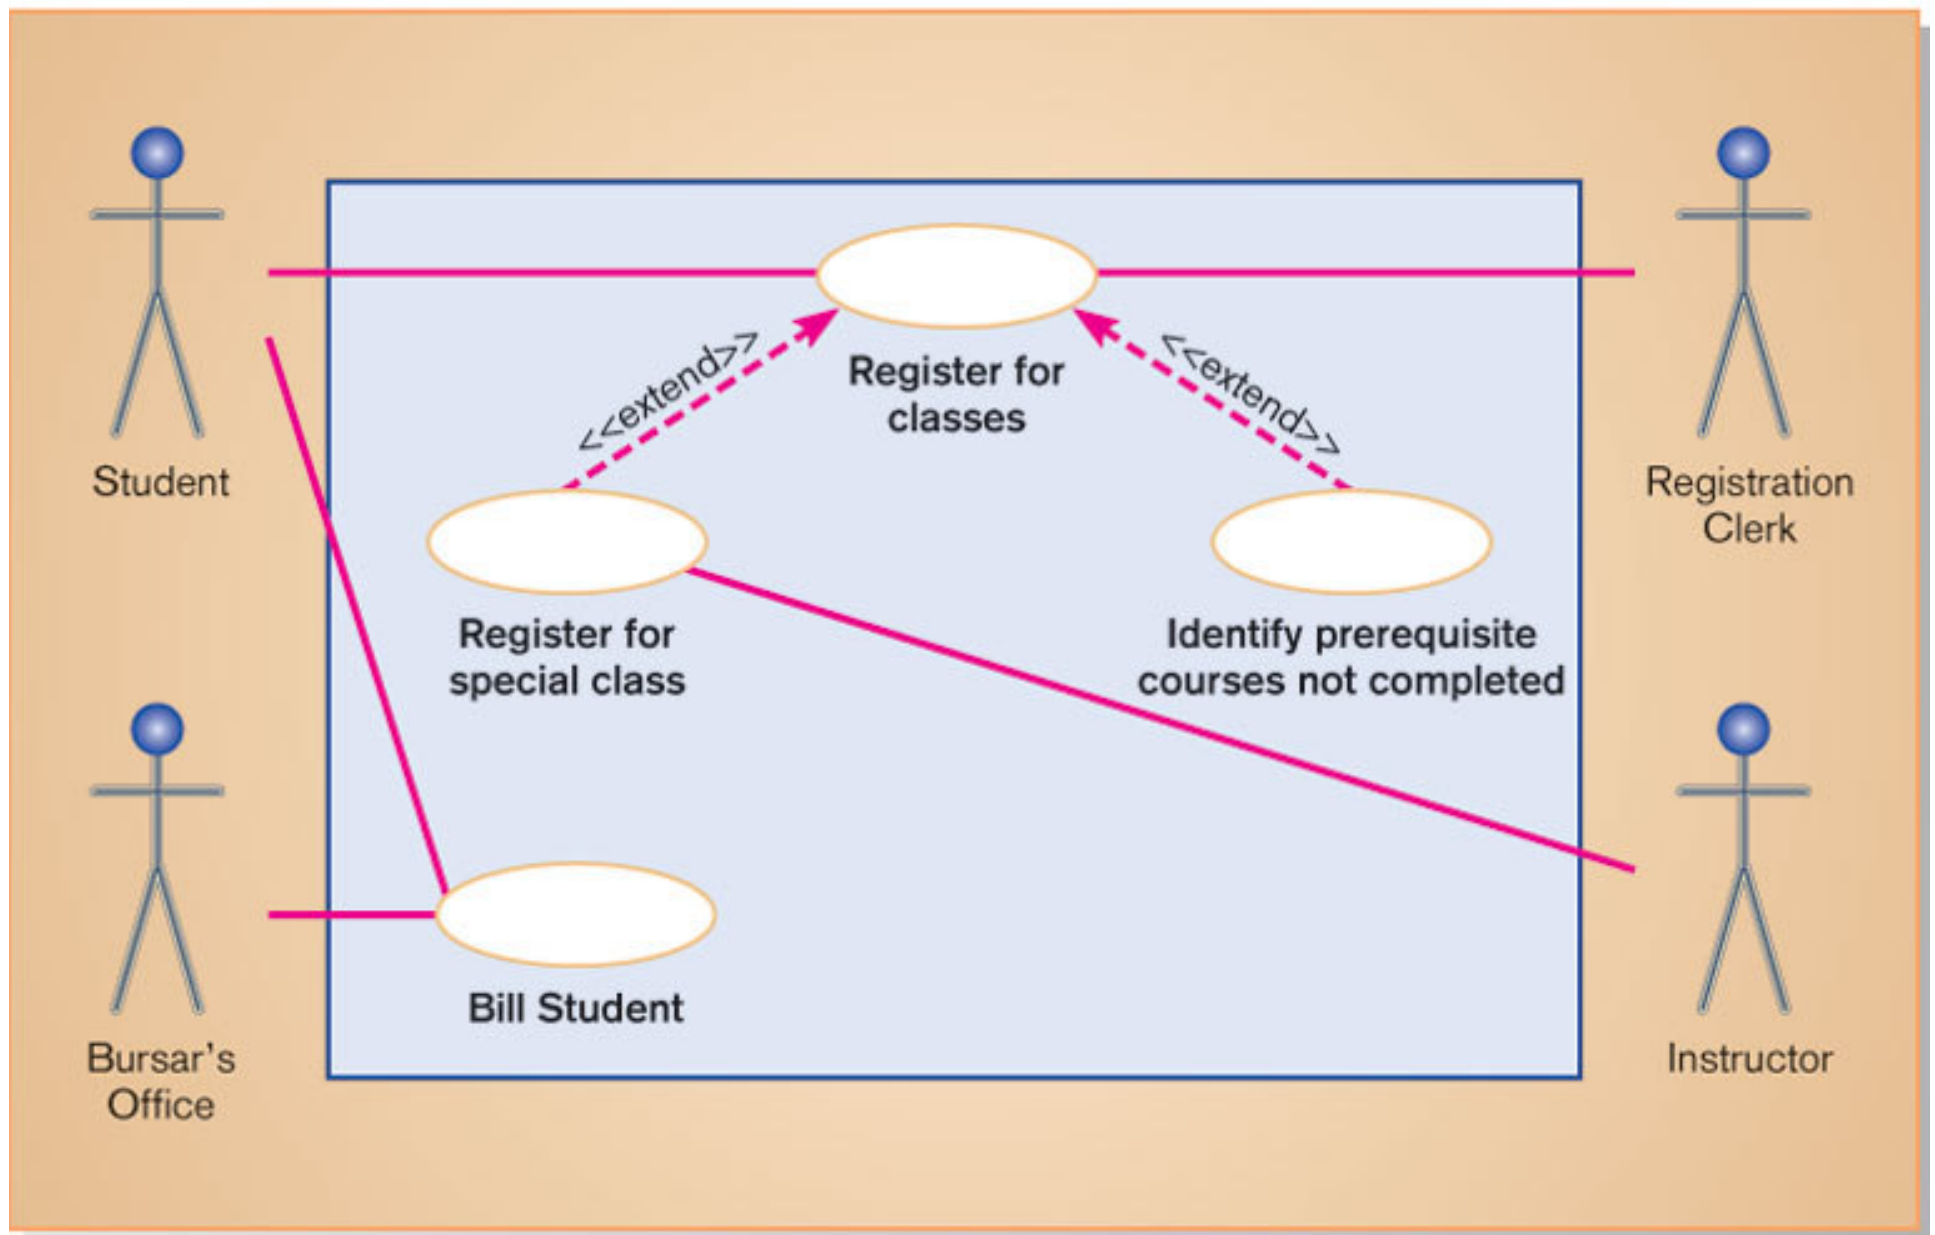 Student
Registration
Clerk
<<extend>>
<<extend>>
Register for
classes
Register for
special class
Identify prerequisite
courses not completed
Bill Student
Bursar’s
Office
Instructor